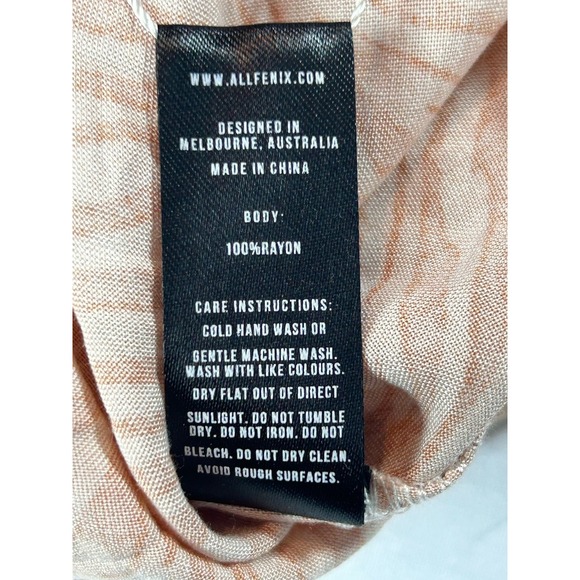 WWW.ALLFENIX.COM
DESIGNED IN
MELBOURNE, AUSTRALIA
MADE IN CHINA
BODY:
100%RAYON
CARE INSTRUCTIONS:
COLD HAND WASH OR
GENTLE MACHINE WASH.
WASH WITH LIKE COLOURS.
DRY FLAT OUT OF DIRECT
SUNLIGHT. DO NOT TUMBLE
DRY. DO NOT IRON. DO NOT
BLEACH. DO NOT DRY CLEAN.
AVOID ROUGH SURFACES.